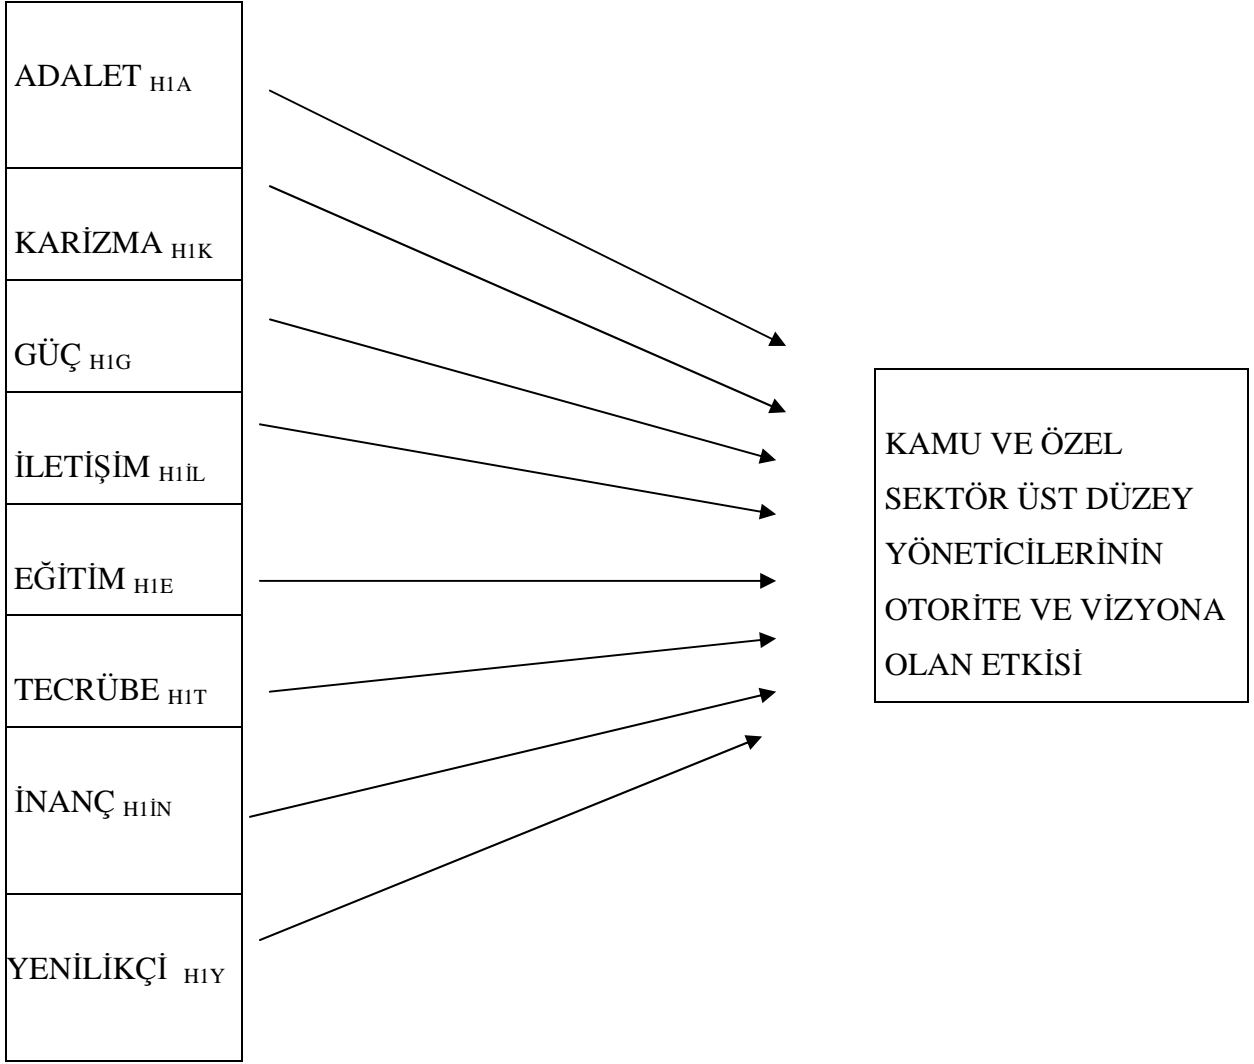 ADALET H1A
KARİZMA H1K
GÜÇ H1G
İLETİŞİM H1İL
EĞİTİM H1E
TECRÜBE H1T
İNANÇ H1İN
YENİLİKÇİ H1Y
KAMU VE ÖZEL
SEKTÖR ÜST DÜZEY
YÖNETİCİLERİNİN
OTORİTE VE VİZYONA
OLAN ETKİSİ